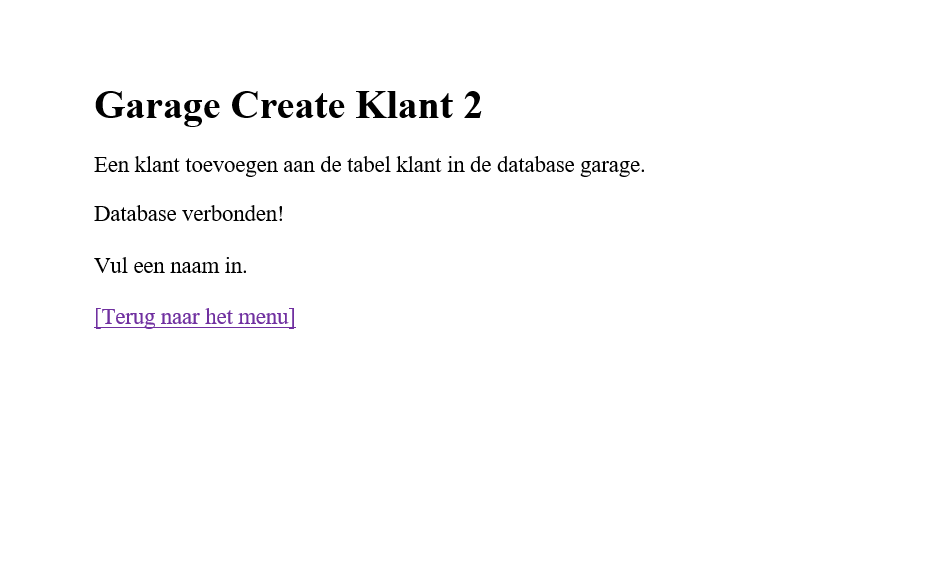 Garage Create Klant 2
Een klant toevoegen aan de tabel klant in de database garage.
Database verbonden!
Vul een naam in.
[Terug naar het menu]